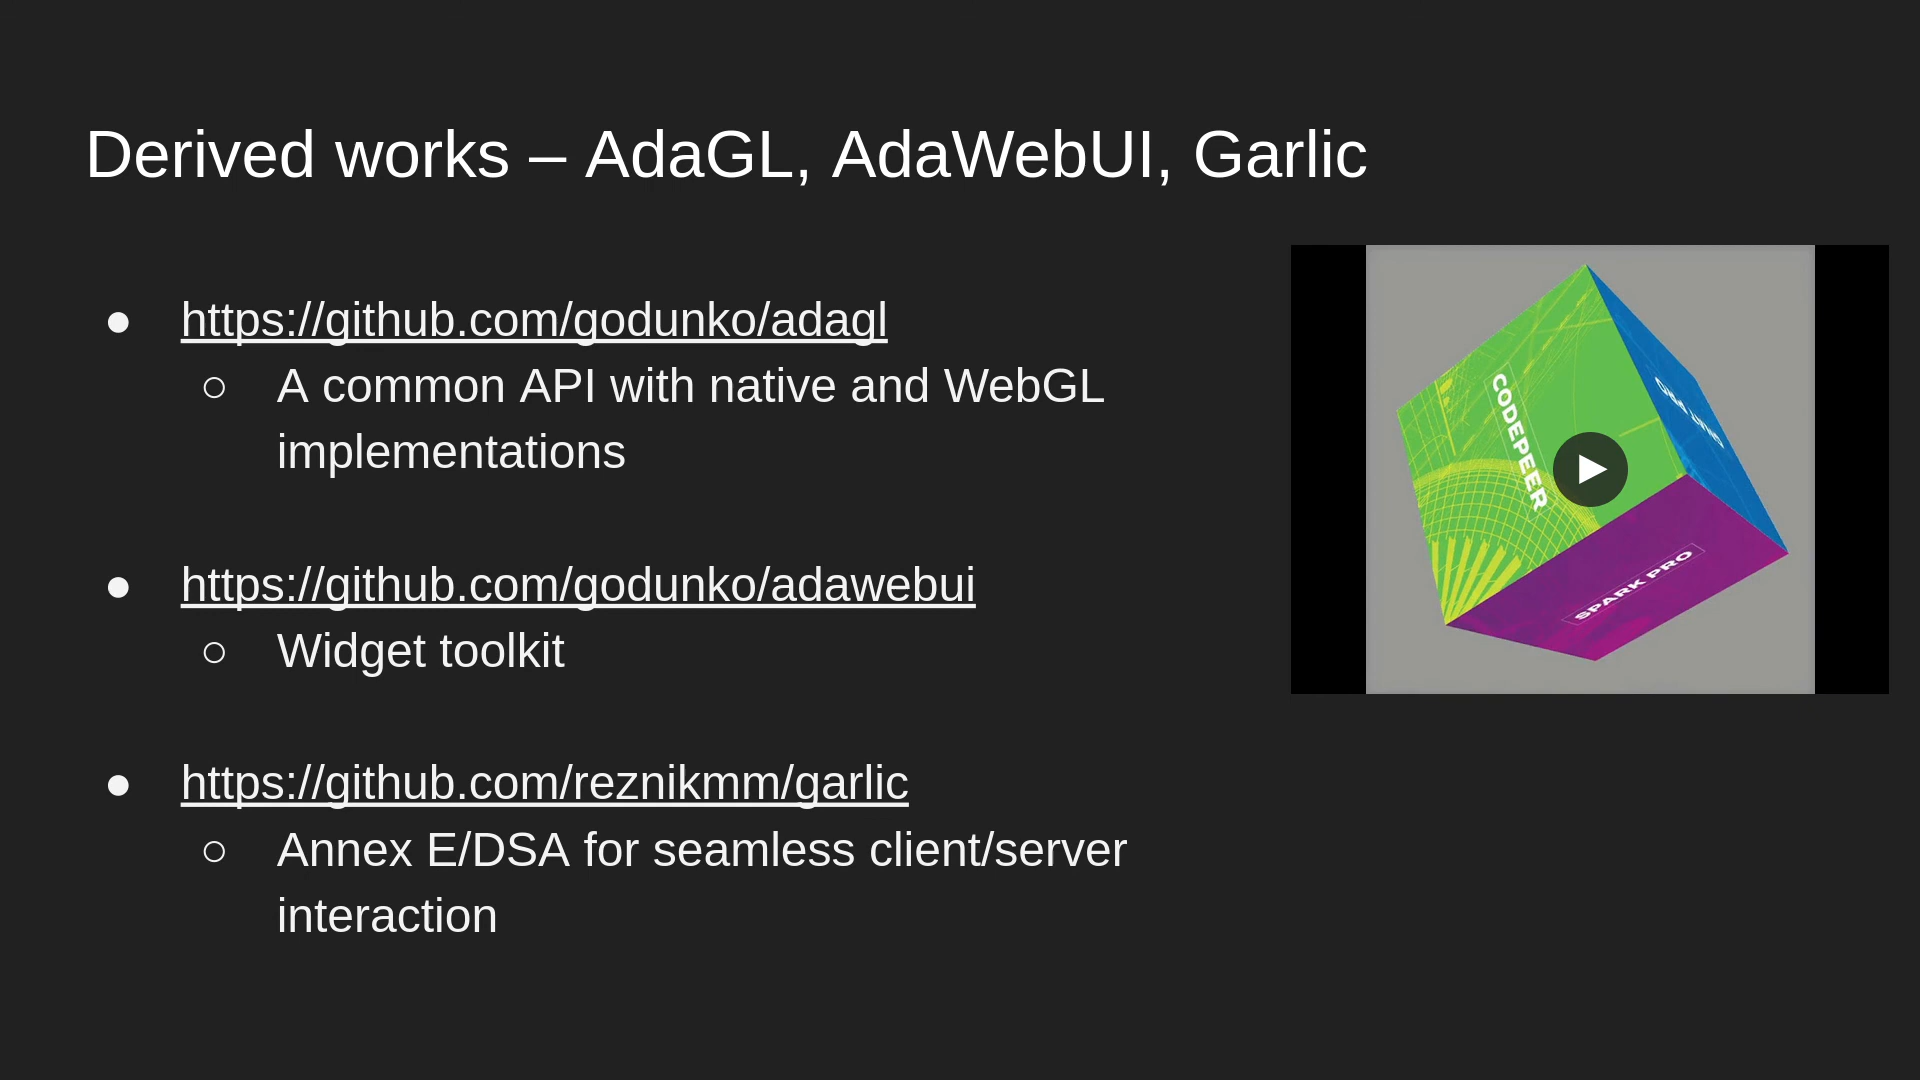 Derived works – AdaGL, AdaWebUI, Garlic
● https://github.com/godunko/adagl
○ A common API with native and WebGL
implementations
● https://github.com/godunko/adawebui
○ Widget toolkit
● https://github.com/reznikmm/garlic
○ Annex E/DSA for seamless client/server
interaction
CODEPEER
SPARK PRO